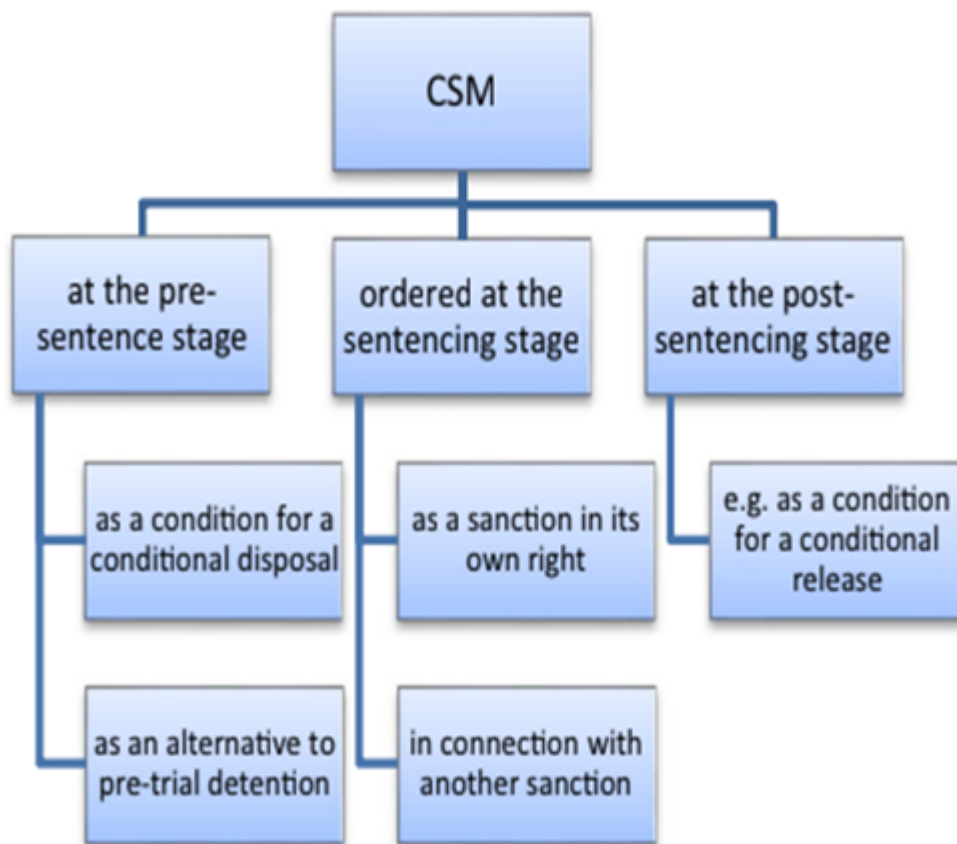 CSM
at the pre-
sentence stage
ordered at the
sentencing stage
at the post-
sentencing stage
as a condition for a
conditional disposal
as a sanction in its
own right
e.g. as a condition
for a conditional
release
as an alternative to
pre-trial detention
in connection with
another sanction